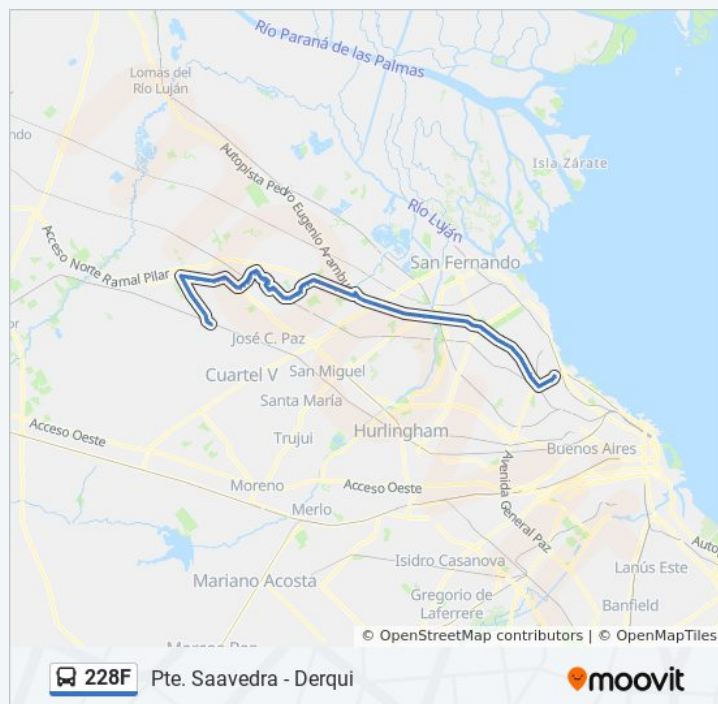 Río Paraná de las Palmas
Lomas del
Río Luján
Isla Zárate
Autopista Pedro Eugenio Aramburu
Río Luján
Acceso Norte Ramal Pilar
San Fernando
José C. Paz
Cuartel V
San Miguel
Santa María
Trujui
Hurlingham
Acceso Oeste
Buenos Aires
Moreno
Acceso Oeste
Merlo
Avenida General Paz
Isidro Casanova
Mariano Acosta
Lanús Este
Gregorio de
Laferrere
Banfield
© OpenStreetMap contributors | © OpenMapTiles
228F
Pte. Saavedra - Derqui
moovit